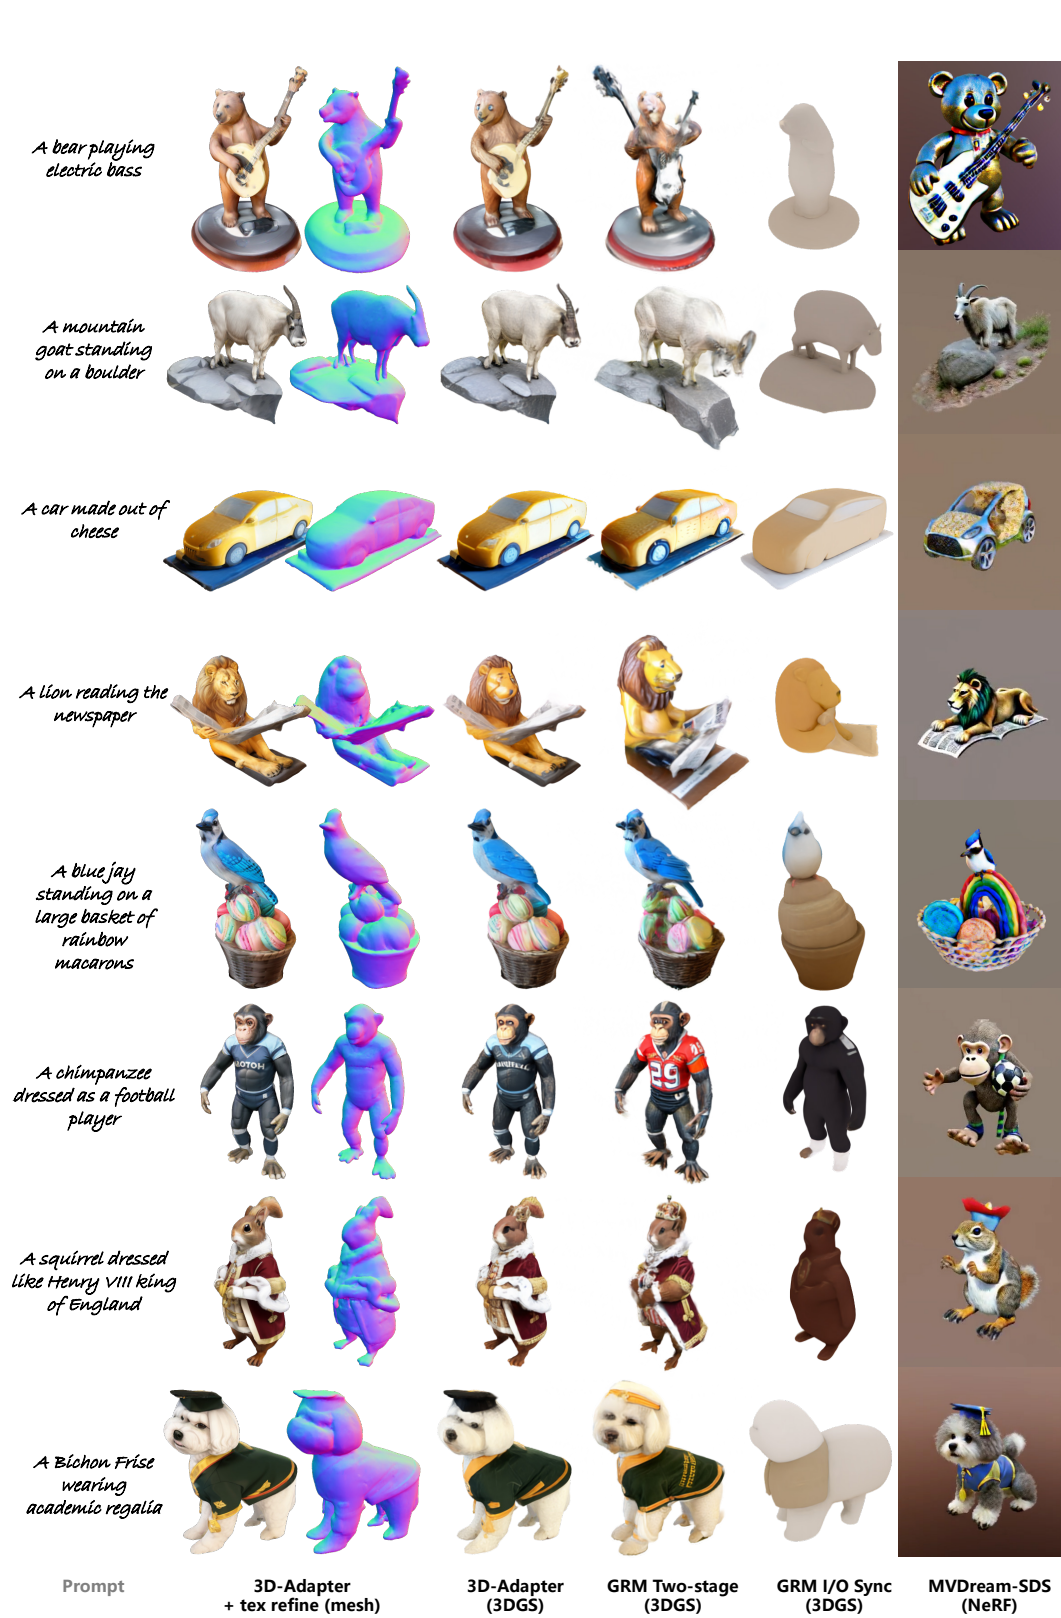 A bear playing
electric bass
A mountain
goat standing
on a boulder
A car made out of
cheese
A lion reading the
newspaper
A blue jay
standing on a
large basket of
rainbow
macarons
A chimpanzee
dressed as a football
player
29
A squirrel dressed
like Henry VIII king
of England
A Bichon Frise
wearing
academic regalia
Prompt
3D-Adapter
+ tex refine (mesh)
3D-Adapter
(3DGS)
GRM Two-stage
(3DGS)
GRM I/O Sync
(3DGS)
MVDream-SDS
(NeRF)